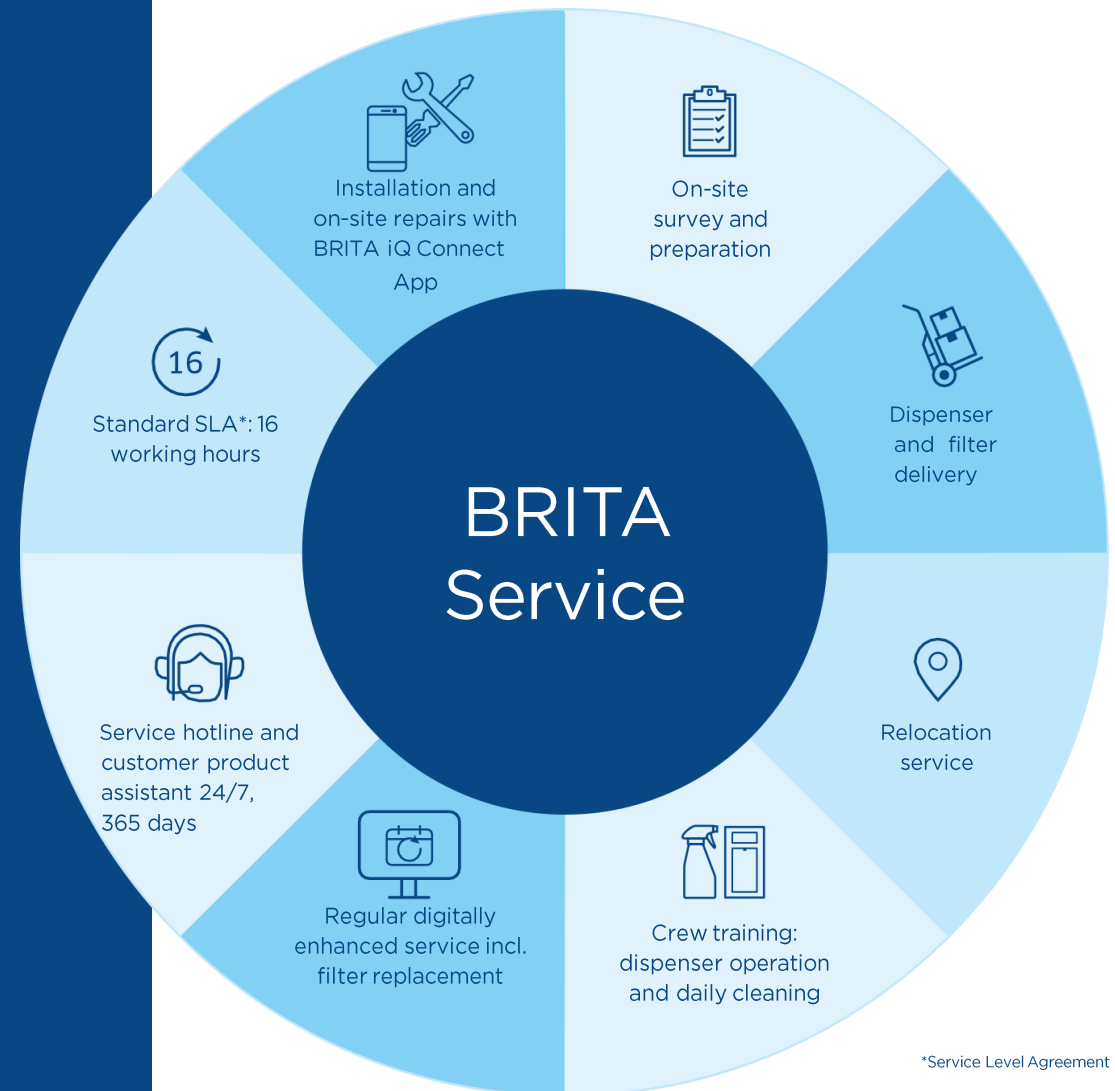 Installation and
on-site repairs with
BRITA iQ Connect
App
On-site
survey and
preparation
16
Standard SLA*: 16
working hours
Dispenser
and filter
delivery
BRITA
Service
Service hotline and
customer product
assistant 24/7,
365 days
Relocation
service
Regular digitally
enhanced service incl.
filter replacement
Crew training:
dispenser operation
and daily cleaning
*Service Level Agreement